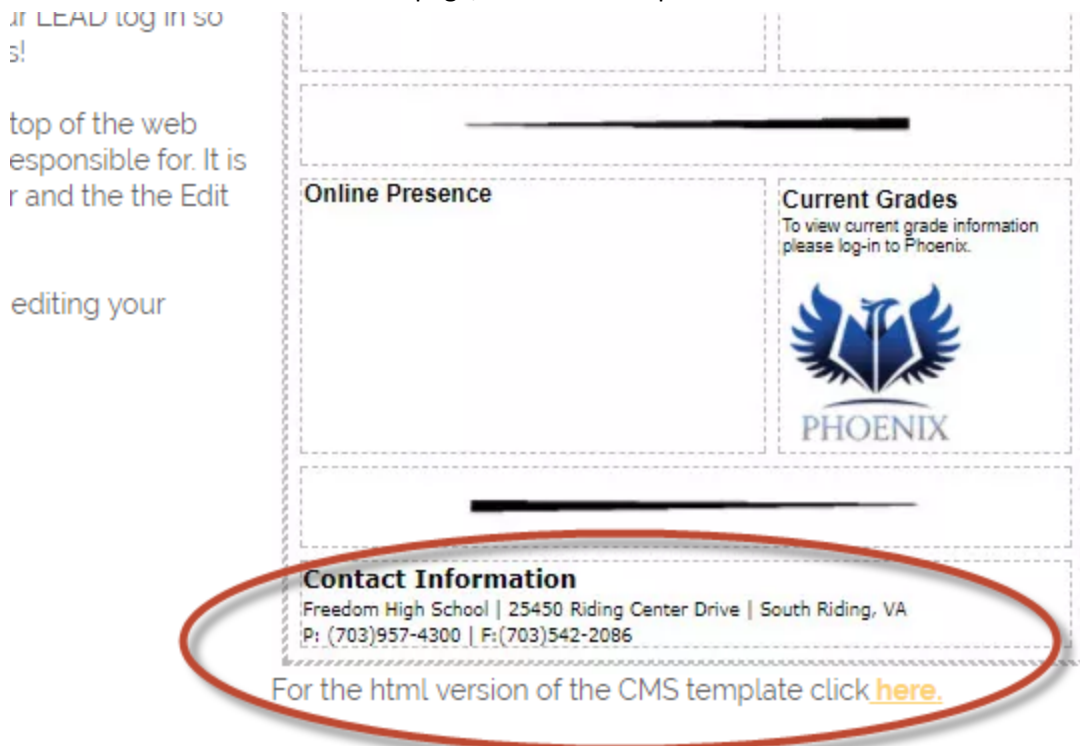 ur LEAD log in so
s!
top of the web
esponsible for. It is
r and the the Edit
editing your
Online Presence
Current Grades
To view current grade information
please log-in to Phoenix.
PHOENIX
Contact Information
Freedom High School | 25450 Riding Center Drive | South Riding, VA
P: (703)957-4300 | F:(703)542-2086
For the html version of the CMS template click here.